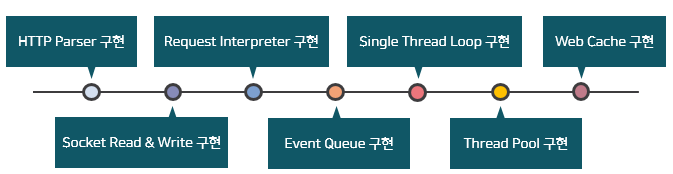 HTTP Parser 구현
Socket Read & Write 구현
Request Interpreter 구현
Event Queue 구현
Single Thread Loop 구현
Thread Pool 구현
Web Cache 구현